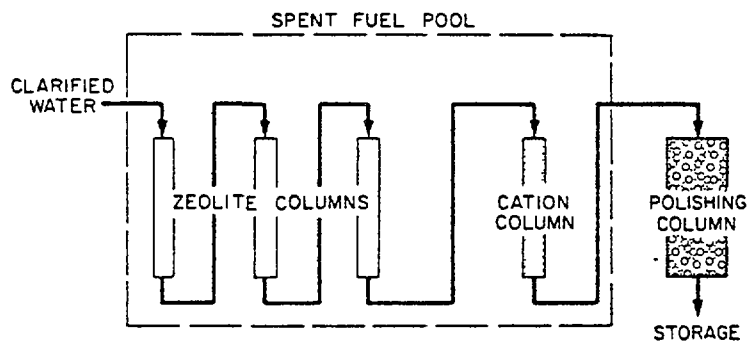 SPENT FUEL POOL
CLARIFIED
WATER
ZEOLITE COLUMNS
CATION
COLUMN
POLISHING
COLUMN
STORAGE